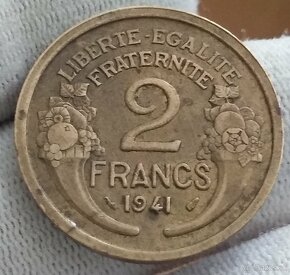 LIBERTE-EGALITE
FRATERNITE
2
FRANCS
1941